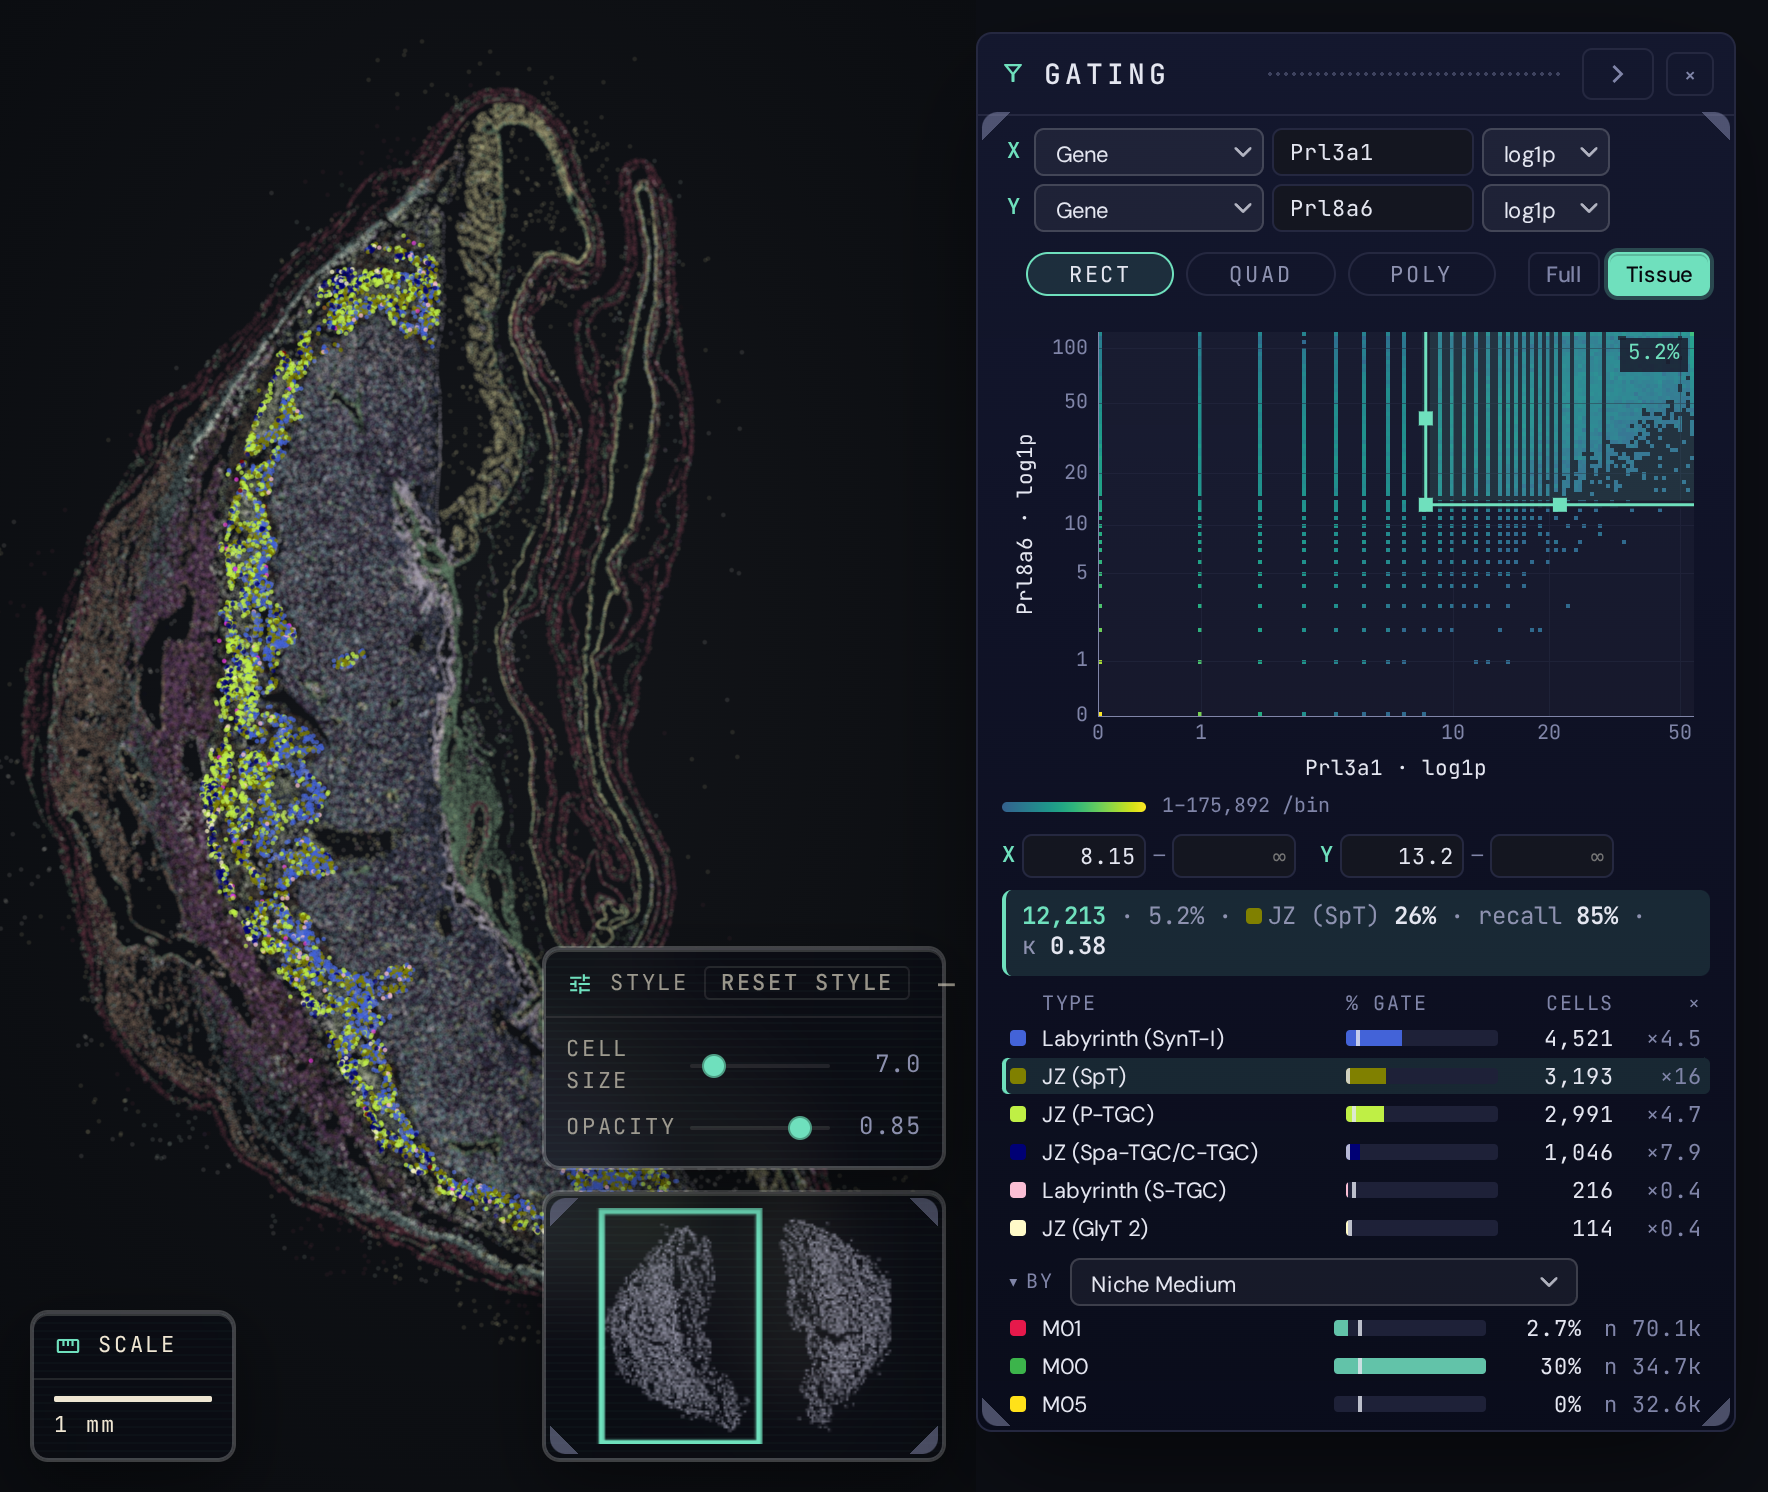 GATING ×
X Gene Prl3a1 log1p
Y Gene Prl8a6 log1p
RECT QUAD POLY Full Tissue
5.2%
100
50
20
10
5
1
0
Prl8a6 · log1p
0 1 10 20 50
Prl3a1 · log1p
1–175,892 /bin
X 8.15 – ∞ Y 13.2 – ∞
12,213 · 5.2% · JZ (SpT) 26% · recall 85% ·
κ 0.38
TYPE % GATE CELLS ×
Labyrinth (SynT-I) 4,521 ×4.5
JZ (SpT) 3,193 ×16
JZ (P-TGC) 2,991 ×4.7
JZ (Spa-TGC/C-TGC) 1,046 ×7.9
Labyrinth (S-TGC) 216 ×0.4
JZ (GlyT 2) 114 ×0.4
▾ BY Niche Medium
M01 2.7% n 70.1k
M00 30% n 34.7k
M05 0% n 32.6k
STYLE RESET STYLE —
CELL
SIZE 7.0
OPACITY 0.85
SCALE
1 mm